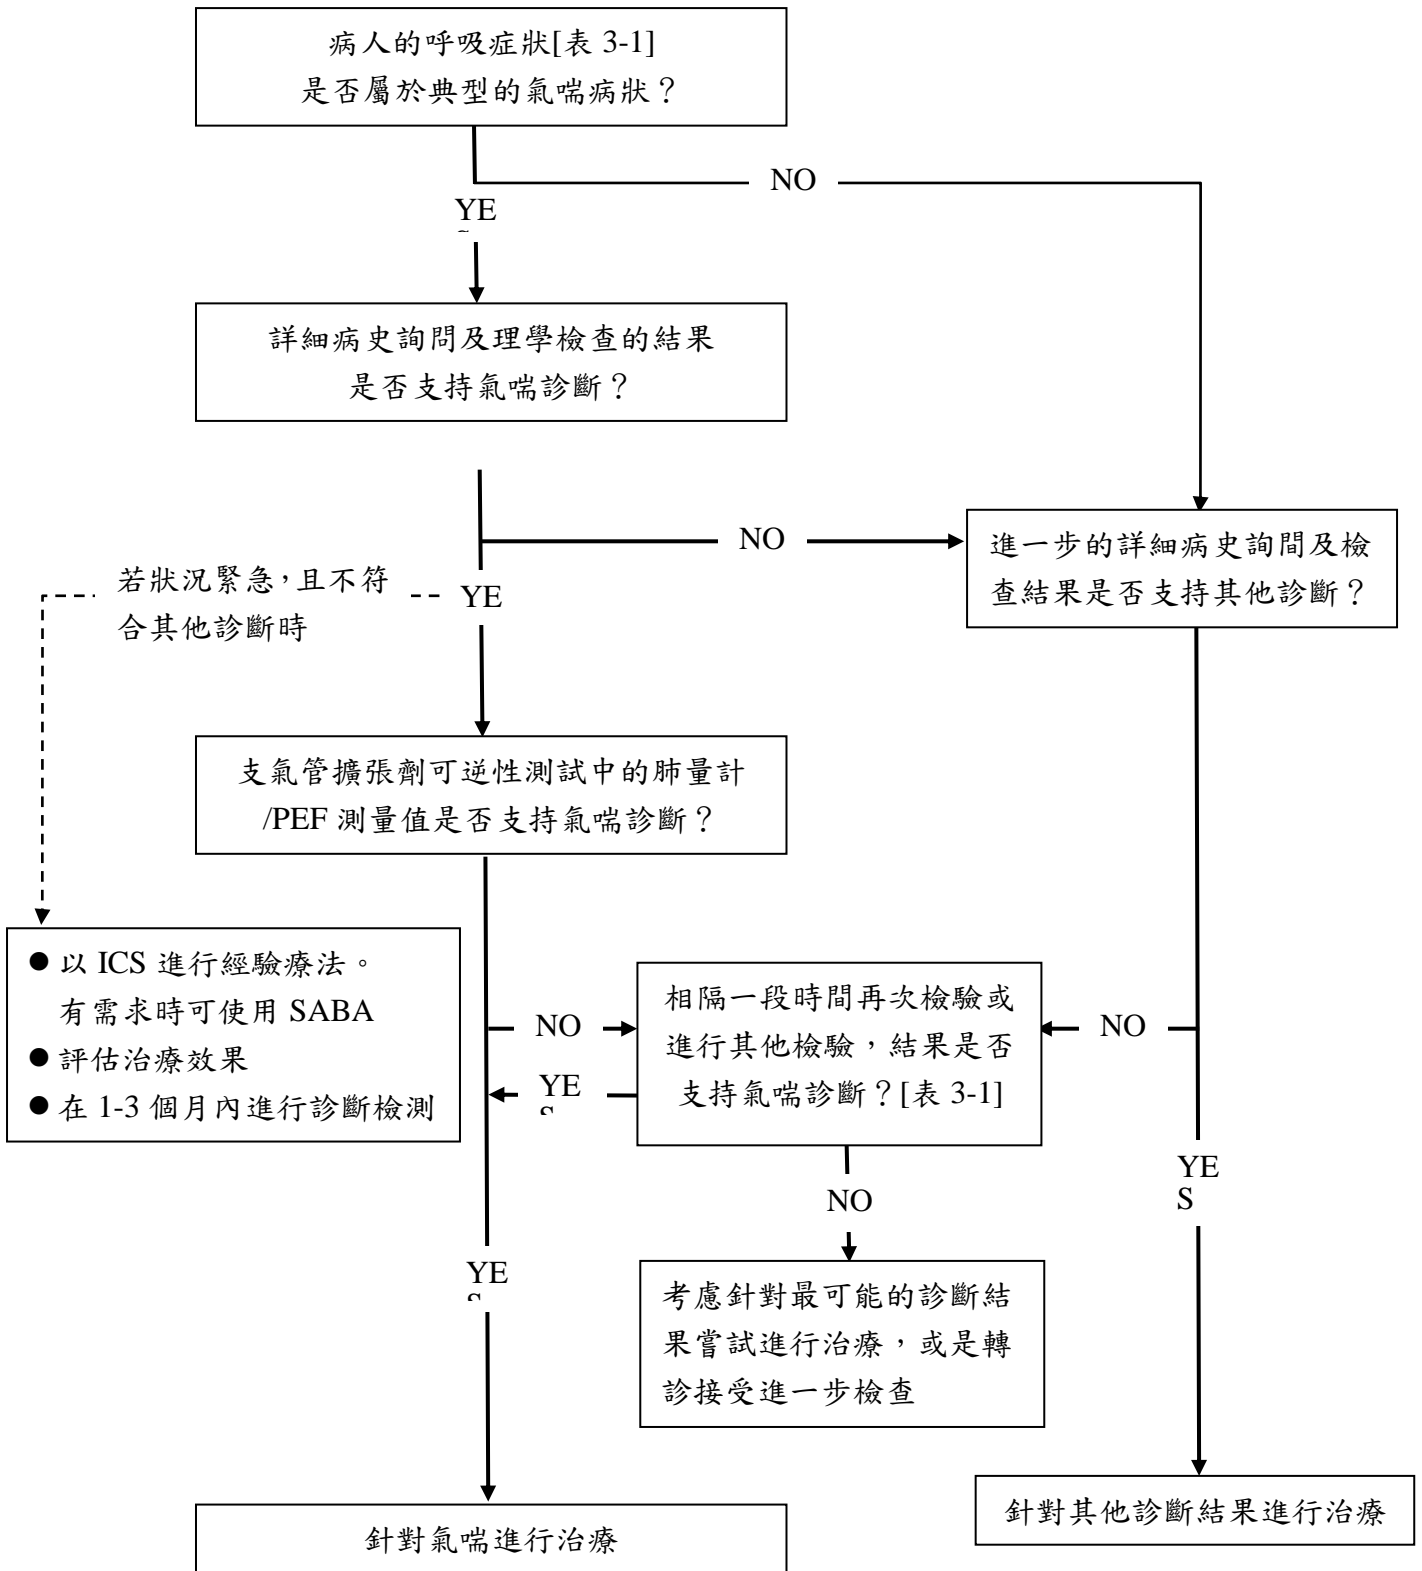 病人的呼吸症狀[表 3-1]
是否屬於典型的氣喘病狀？
NO
YE
詳細病史詢問及理學檢查的結果
是否支持氣喘診斷？
NO
進一步的詳細病史詢間及檢
查結果是否支持其他診斷？
若狀況緊急，且不符
合其他診斷時
YE
支氣管擴張劑可逆性測試中的肺量計
/PEF 測量值是否支持氣喘診斷？
● 以 ICS 進行經驗療法。
有需求時可使用 SABA
● 評估治療效果
● 在 1-3 個月內進行診斷檢測
NO
相隔一段時間再次檢驗或
進行其他檢驗，結果是否
支持氣喘診斷？[表 3-1]
NO
YE
YE
S
NO
YE
考慮針對最可能的診斷結
果嘗試進行治療，或是轉
診接受進一步檢查
針對其他診斷結果進行治療
針對氣喘進行治療